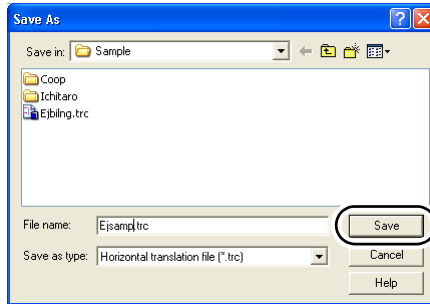 Save As
Save in: Sample
Coop
Ichitaro
Ejbilng.trc
File name: Ejsamp.trc Save
Save as type: Horizontal translation file (*.trc) Cancel
Help